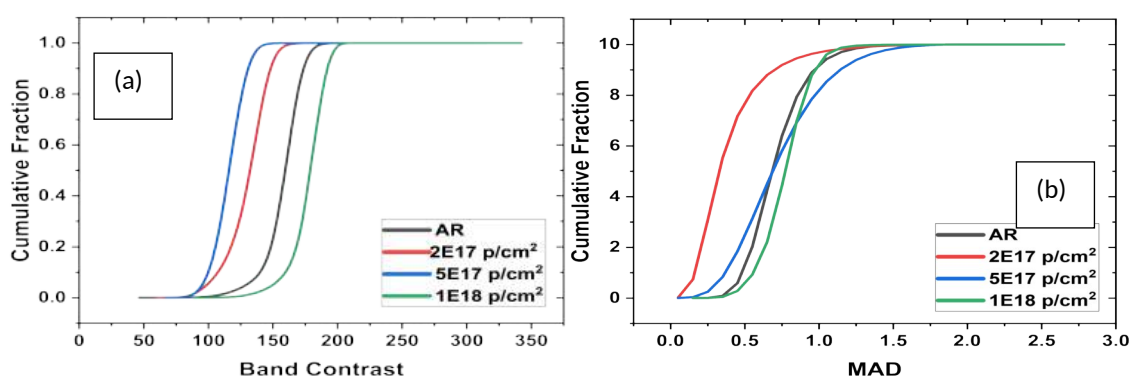 (a)
1.0
0.8
0.6
0.4
0.2
0.0
Cumulative Fraction
AR
2E17 p/cm²
5E17 p/cm²
1E18 p/cm²
0 50 100 150 200 250 300 350
Band Contrast
(b)
10
8
6
4
2
0
Cumulative Fraction
AR
2E17 p/cm²
5E17 p/cm²
1E18 p/cm²
0.0 0.5 1.0 1.5 2.0 2.5 3.0
MAD